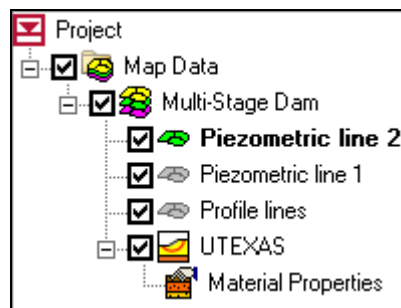 Project
Map Data
Multi-Stage Dam
Piezometric line 2
Piezometric line 1
Profile lines
UTEXAS
Material Properties